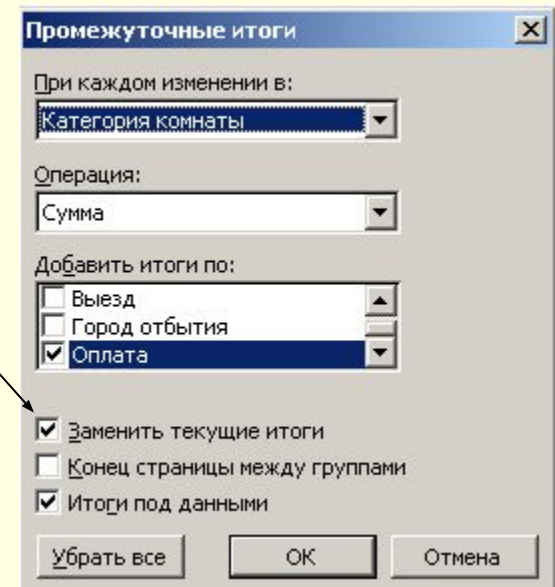 Промежуточные итоги
При каждом изменении в:
Категория комнаты
Операция:
Сумма
Добавить итоги по:
Выезд
Город отбытия
Оплата
Заменить текущие итоги
Конец страницы между группами
Итоги под данными
Убрать все ОК Отмена